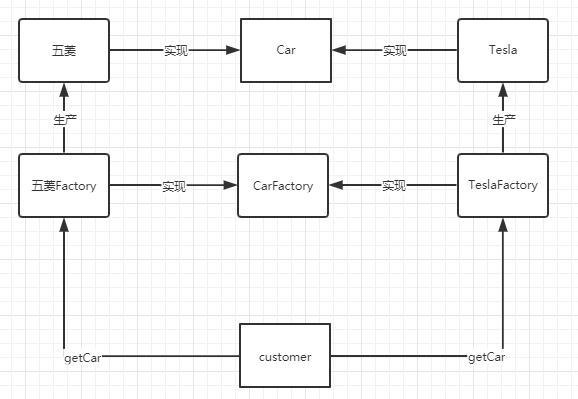 五菱
实现
Car
实现
Tesla
生产
生产
五菱Factory
实现
CarFactory
实现
TeslaFactory
getCar
customer
getCar